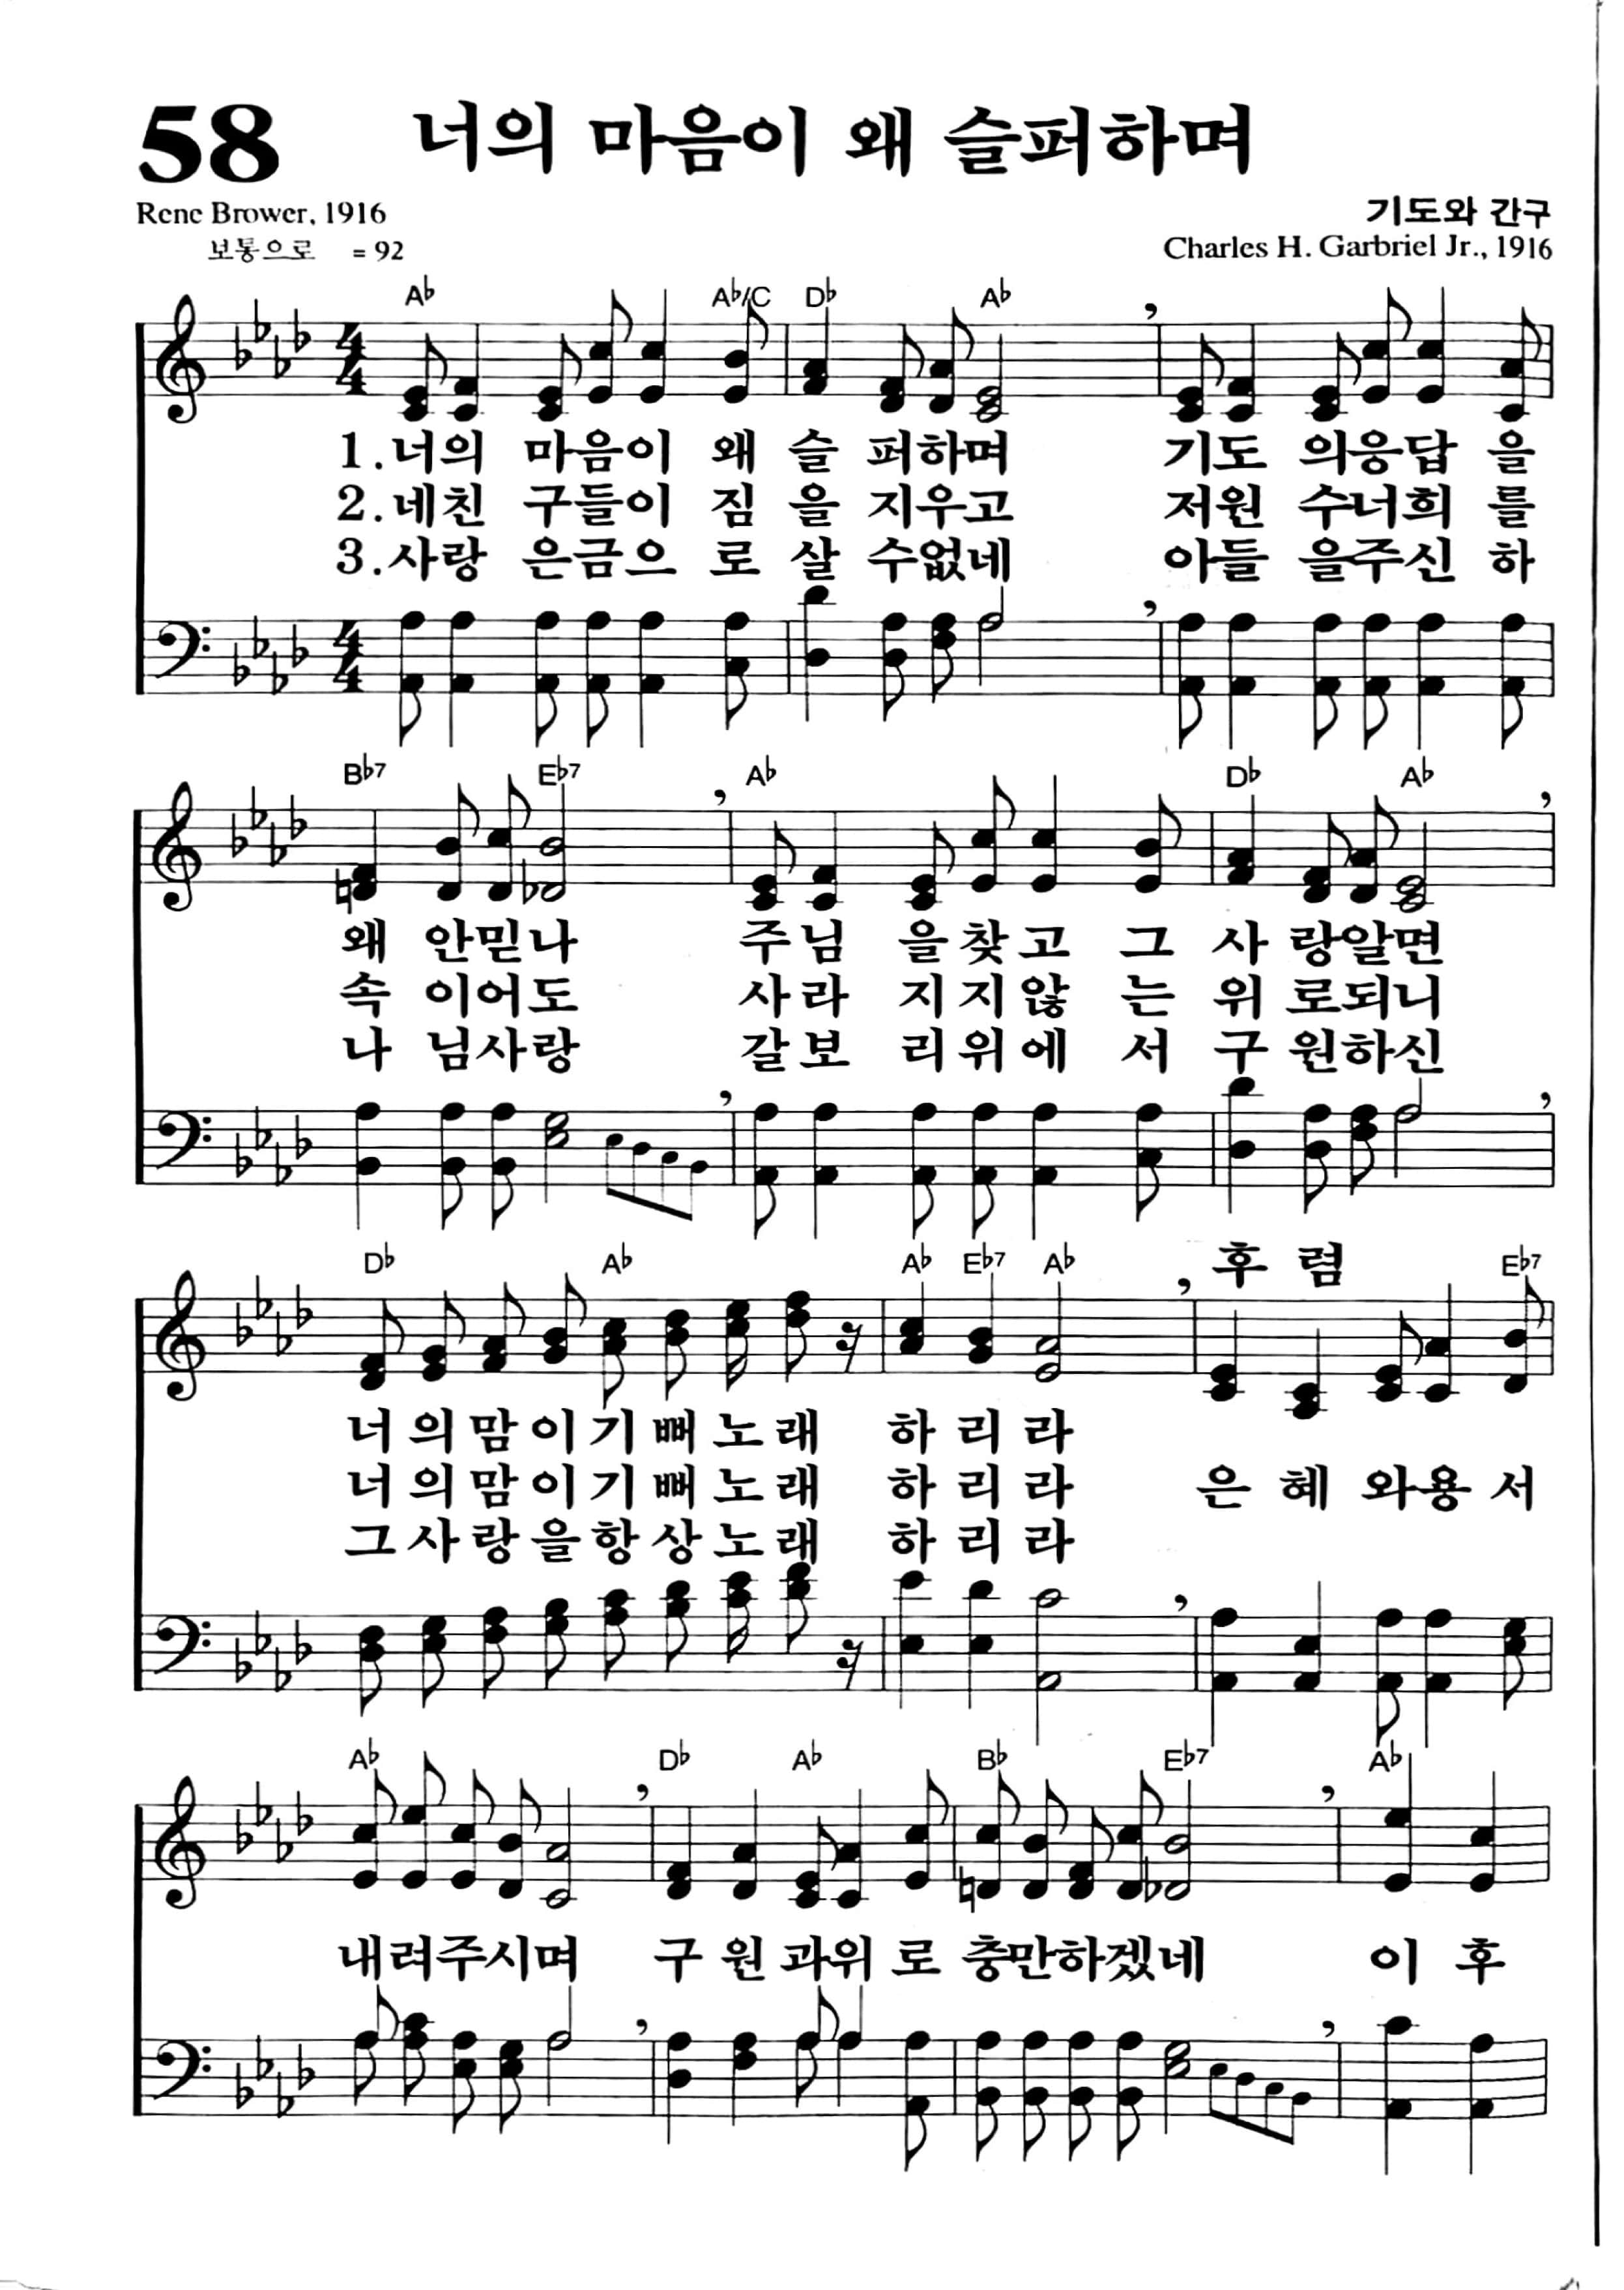 58 너의 마음이 왜 슬퍼하며
Rene Brower, 1916
기도와 간구
보통으로 = 92
Charles H. Garbriel Jr., 1916
A♭ A♭/C D♭ A♭
1.너의 마음이 왜 슬 퍼하며 기도 의응답 을
2.네친 구들이 짐 을 지우고 저원 수너희 를
3.사랑 은금으 로 살 수없네 아들 을주신 하
B♭7 E♭7 A♭ D♭ A♭
왜 안믿나 주님 을찾고 그 사 랑알면
속 이어도 사라 지지않 는 위 로되니
나 님사랑 갈보 리위에 서 구 원하신
D♭ A♭ A♭ E♭7 A♭ 후 렴 E♭7
너의맘이기뻐노래 하리라
너의맘이기뻐노래 하리라 은 혜 와용 서
그사랑을항상노래 하리라
A♭ D♭ A♭ B♭ E♭7 A♭
내려주시며 구 원 과위 로 충만하겠네 이 후